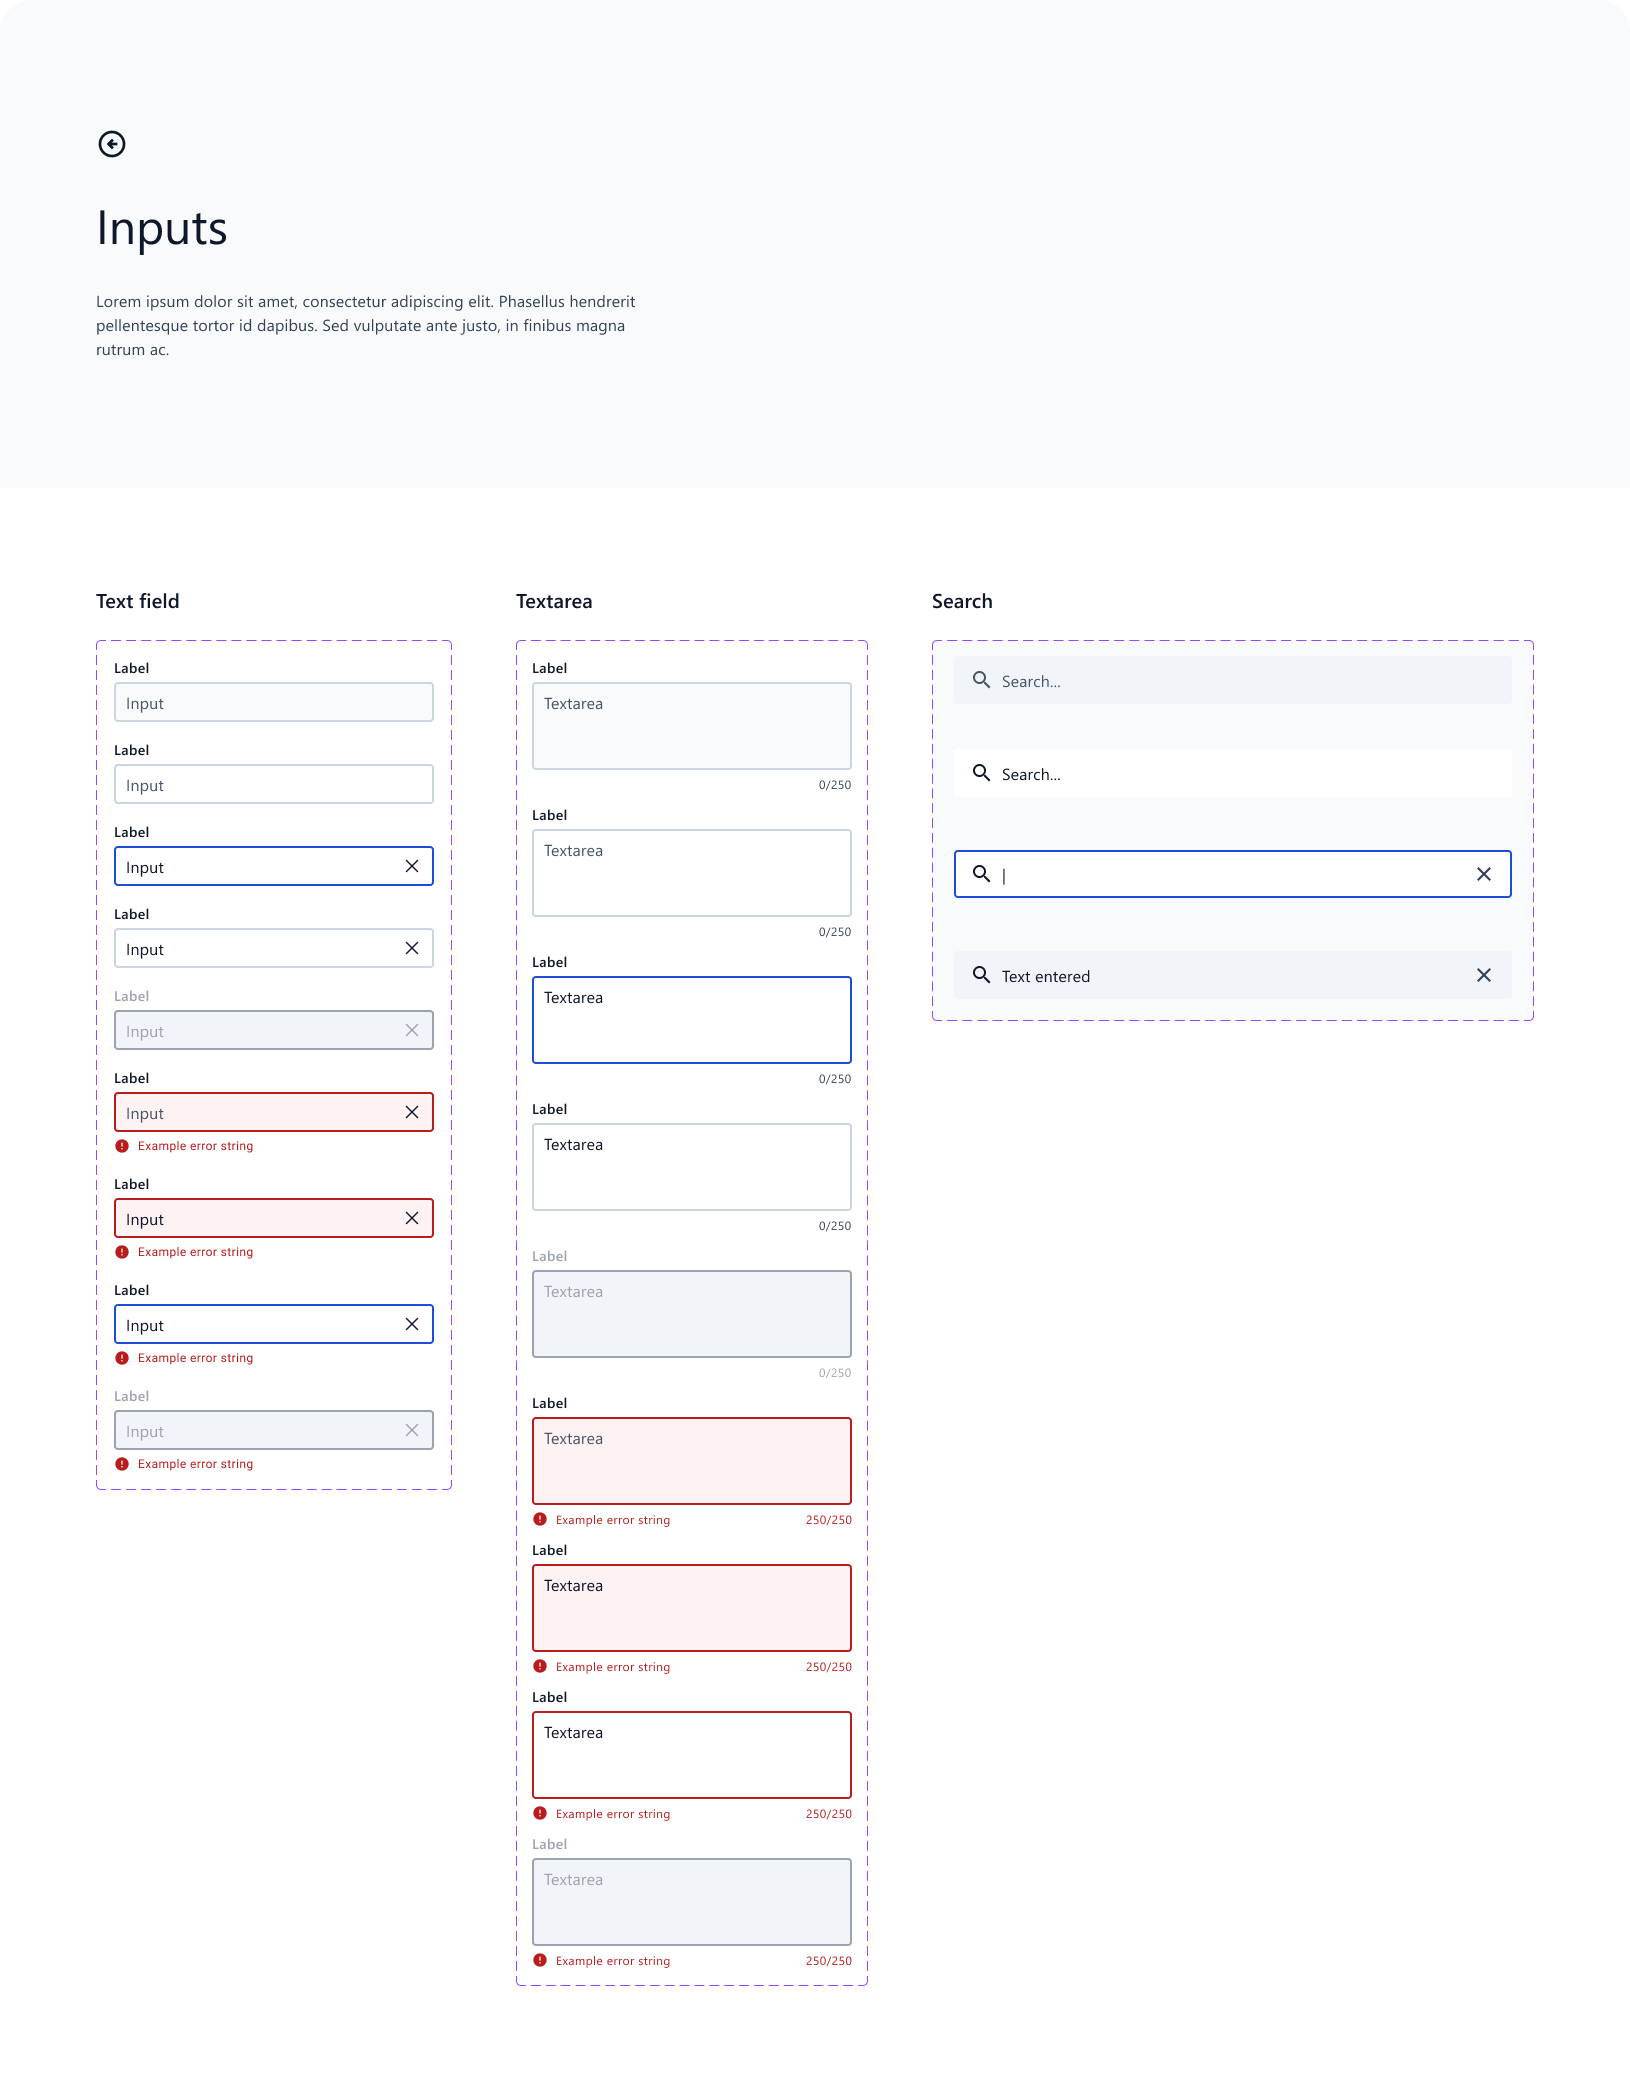 Inputs
Lorem ipsum dolor sit amet, consectetur adipiscing elit. Phasellus hendrerit
pellentesque tortor id dapibus. Sed vulputate ante justo, in finibus magna
rutrum ac.
Text field
Label
Input
Label
Input
Label
Input
Label
Input
Label
Input
Label
Input
Example error string
Label
Input
Example error string
Label
Input
Example error string
Label
Input
Example error string
Textarea
Label
Textarea
0/250
Label
Textarea
0/250
Label
Textarea
0/250
Label
Textarea
0/250
Label
Textarea
0/250
Label
Textarea
Example error string 250/250
Label
Textarea
Example error string 250/250
Label
Textarea
Example error string 250/250
Label
Textarea
Example error string 250/250
Search
Search...
Search...
Text entered